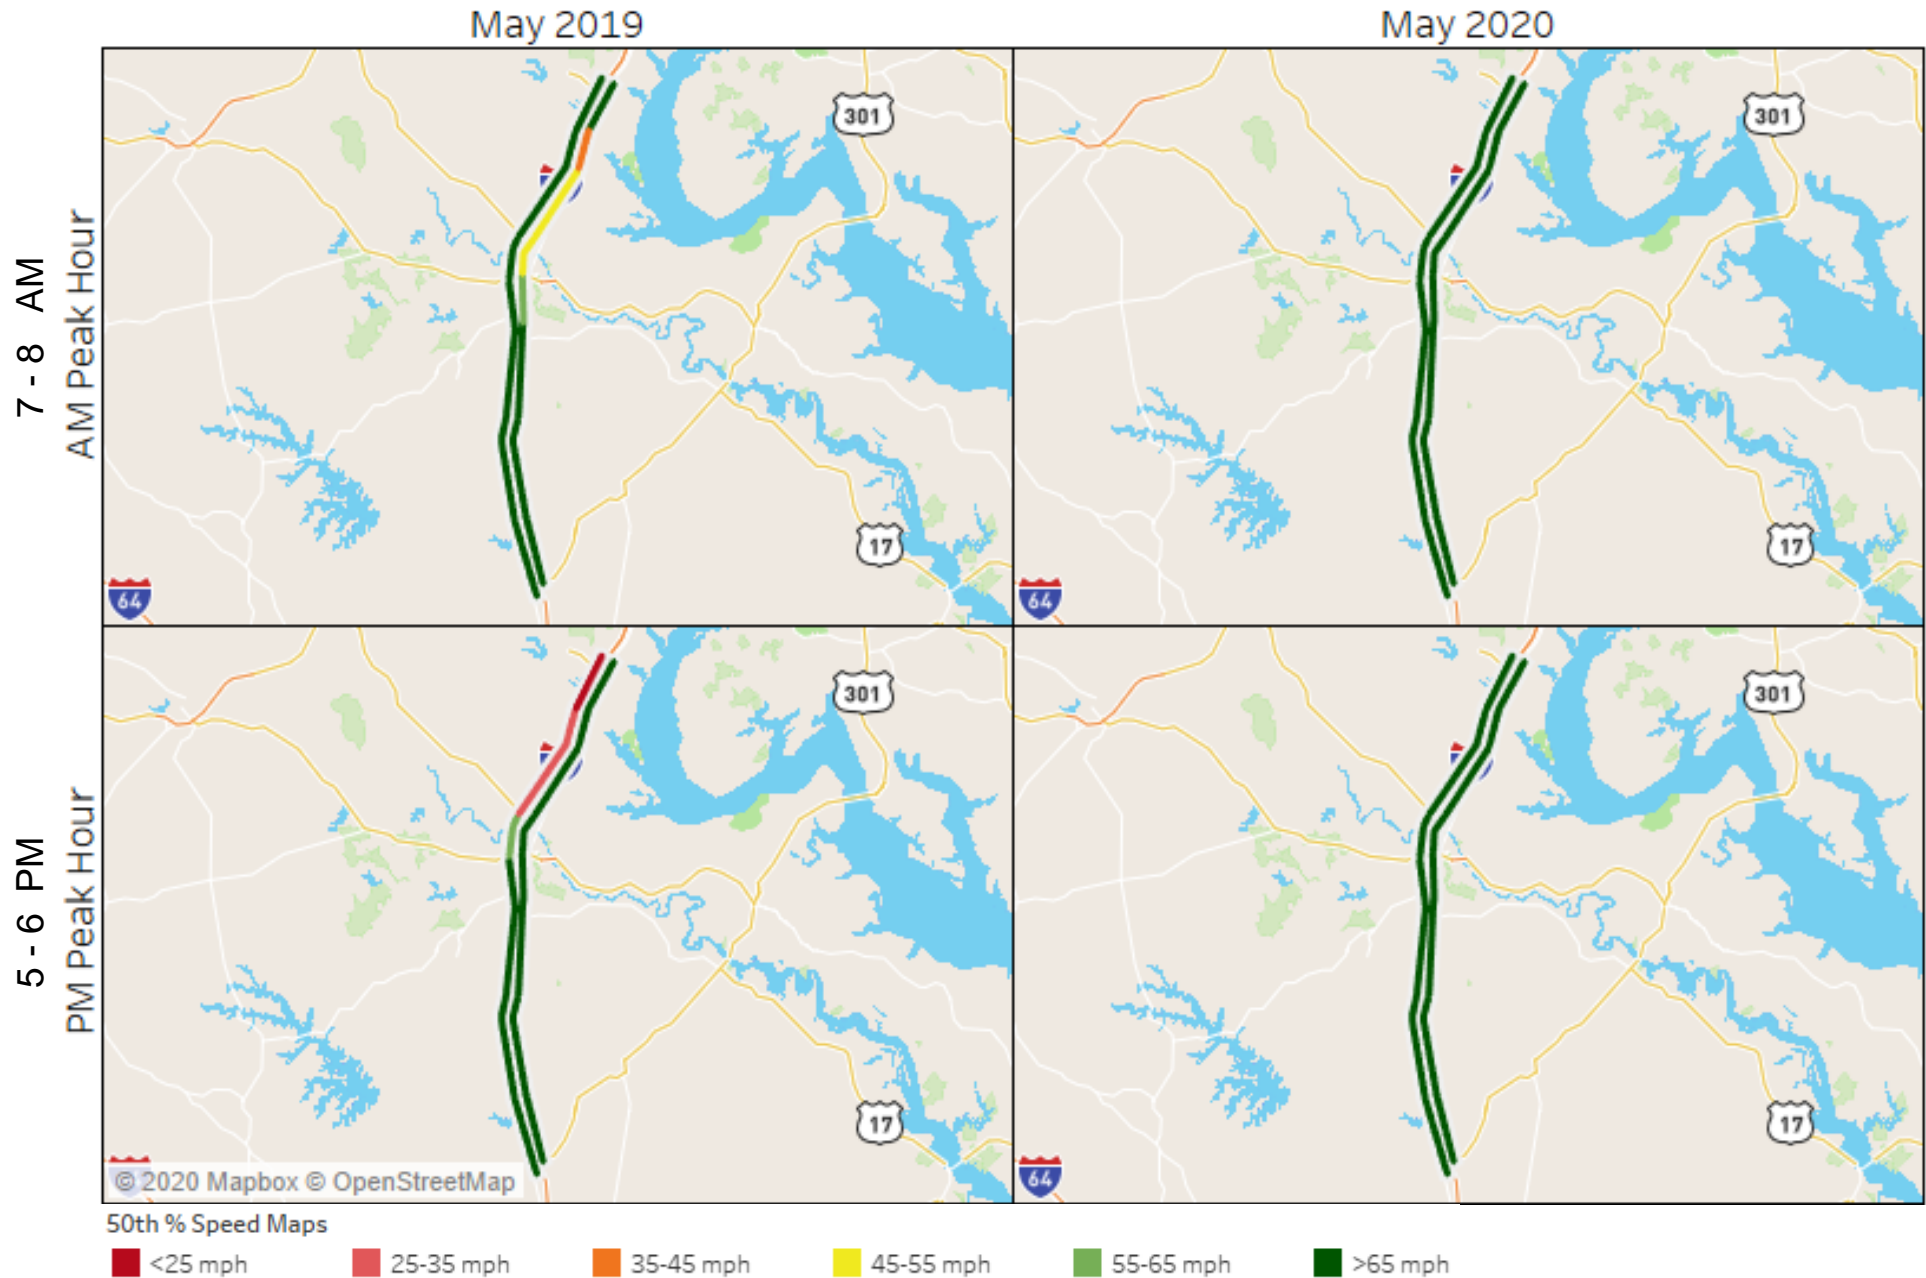 May 2019
May 2020
7 - 8 AM
AM Peak Hour
301
17
64
301
17
64
5 - 6 PM
PM Peak Hour
301
17
© 2020 Mapbox © OpenStreetMap
301
17
64
50th % Speed Maps
<25 mph
25-35 mph
35-45 mph
45-55 mph
55-65 mph
>65 mph